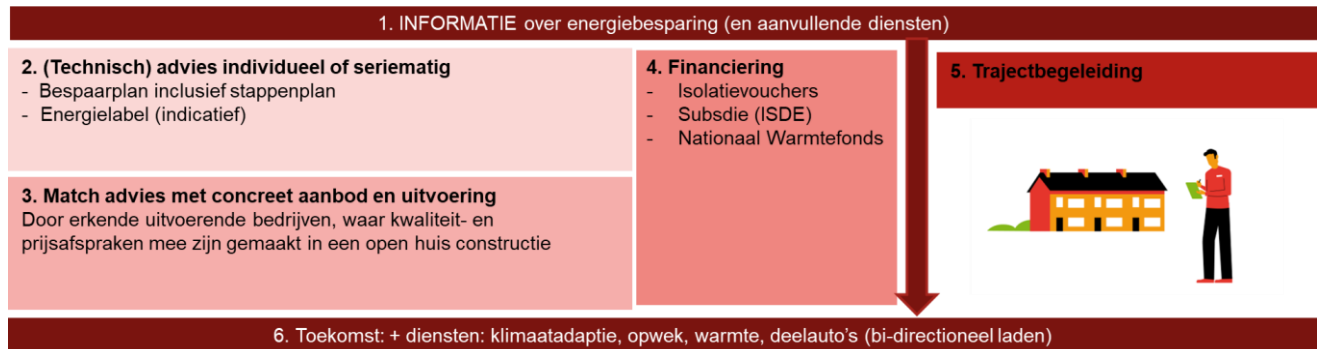 1. INFORMATIE over energiebesparing (en aanvullende diensten)
2. (Technisch) advies individueel of seriematig
- Bespaarplan inclusief stappenplan
- Energielabel (indicatief)
3. Match advies met concreet aanbod en uitvoering
Door erkende uitvoerende bedrijven, waar kwaliteit- en
prijsafspraken mee zijn gemaakt in een open huis constructie
4. Financiering
- Isolatievouchers
- Subsdie (ISDE)
- Nationaal Warmtefonds
5. Trajectbegeleiding
6. Toekomst: + diensten: klimaatadaptie, opwek, warmte, deelauto's (bi-directioneel laden)